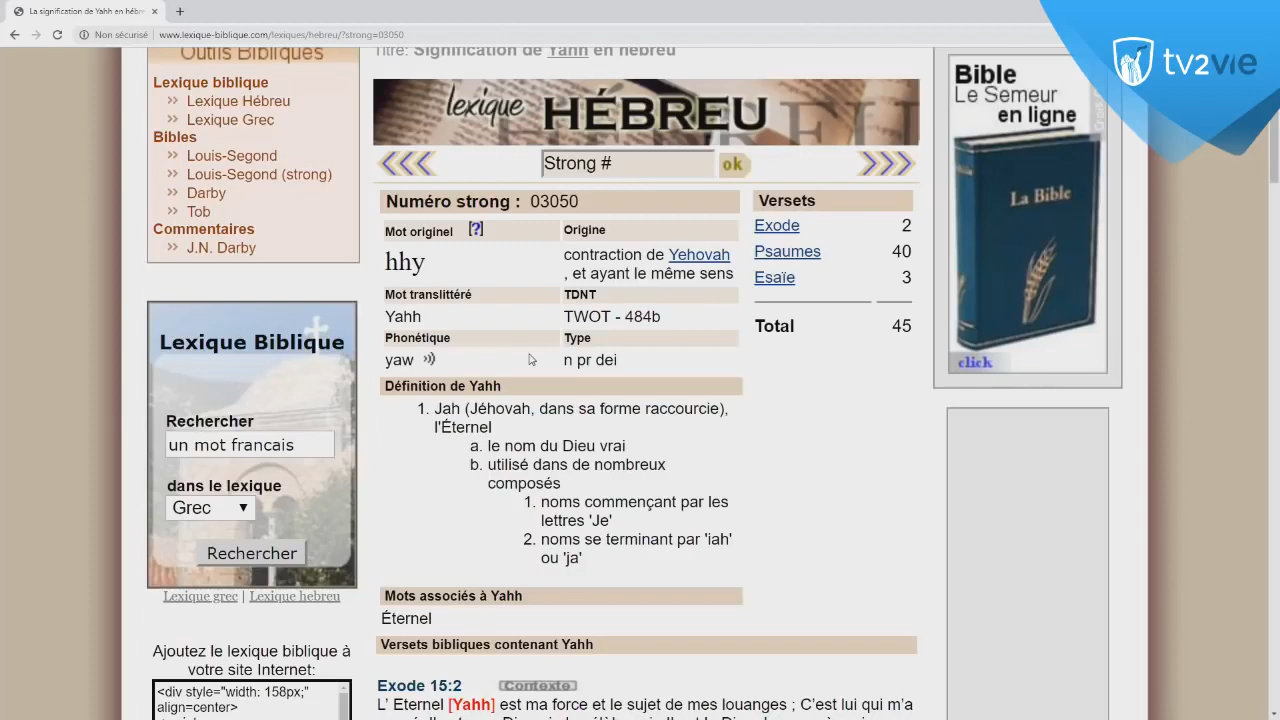 La signification de Yahh en hébr
Non sécurisé
www.lexique-biblique.com/lexiques/hebreu/?strong=03050
tv2vie
Outils Bibliques
Lexique biblique
Lexique Hébreu
Lexique Grec
Bibles
Louis-Segond
Louis-Segond (strong)
Darby
Tob
Commentaires
J.N. Darby
Lexique Biblique
Rechercher
un mot francais
dans le lexique
Grec
Rechercher
Lexique grec | Lexique hebreu
Ajoutez le lexique biblique à
votre site Internet:
<div style="width: 158px;"
align=center>
Titre: Signification de Yahh en hébreu
lexique HÉBREU
Strong #
ok
Numéro strong : 03050
Mot originel [?]
Origine
hhy
contraction de Yehovah
, et ayant le même sens
Mot translittéré
TDNT
Yahh
TWOT - 484b
Phonétique
Type
yaw
n pr dei
Définition de Yahh
1. Jah (Jéhovah, dans sa forme raccourcie),
l'Éternel
a. le nom du Dieu vrai
b. utilisé dans de nombreux
composés
1. noms commençant par les
lettres 'Je'
2. noms se terminant par 'iah'
ou 'ja'
Mots associés à Yahh
Éternel
Versets bibliques contenant Yahh
Exode 15:2 Contexte
L' Eternel [Yahh] est ma force et le sujet de mes louanges ; C'est lui qui m'a
Versets
Exode 2
Psaumes 40
Esaïe 3
Total 45
Bible
Le Semeur
en ligne
La Bible
click